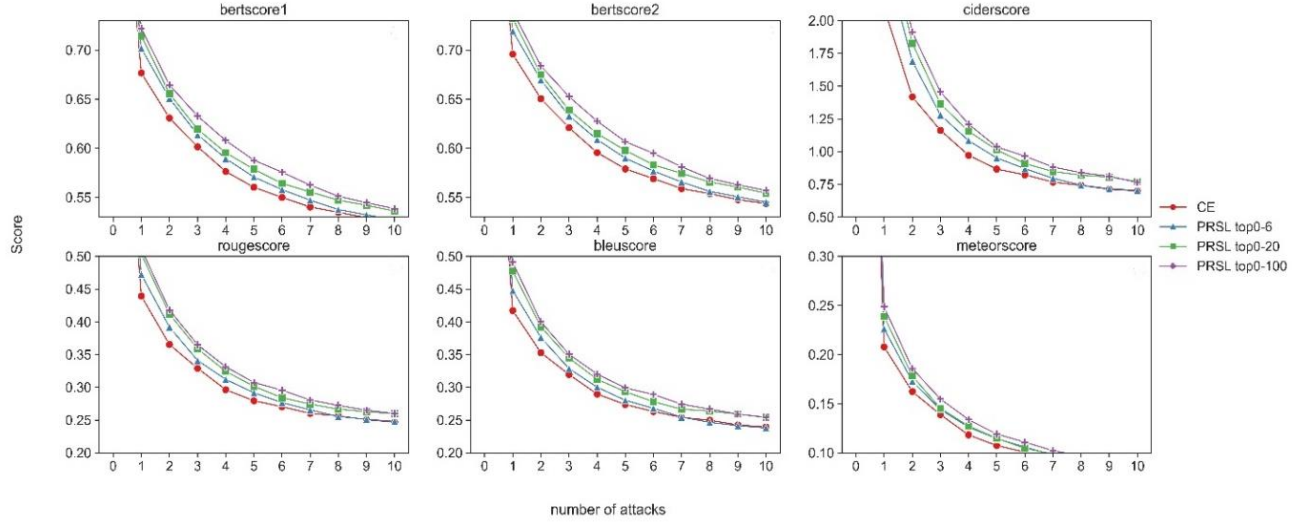 bertscore1
bertscore2
ciderscore
0.70
0.65
0.60
0.55
0 1 2 3 4 5 6 7 8 9 10
0.70
0.65
0.60
0.55
0 1 2 3 4 5 6 7 8 9 10
2.00
1.75
1.50
1.25
1.00
0.75
0.50
0 1 2 3 4 5 6 7 8 9 10
Score
rougescore
bleuscore
meteorscore
0.50
0.45
0.40
0.35
0.30
0.25
0.20
0 1 2 3 4 5 6 7 8 9 10
0.50
0.45
0.40
0.35
0.30
0.25
0.20
0 1 2 3 4 5 6 7 8 9 10
0.30
0.25
0.20
0.15
0.10
0 1 2 3 4 5 6 7 8 9 10
CE
PRSL top0-6
PRSL top0-20
PRSL top0-100
number of attacks